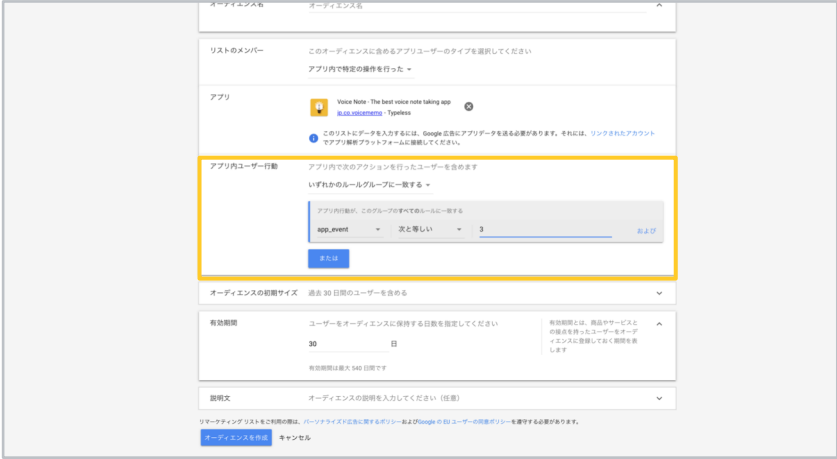 オーディエンス名 オーディエンス名
リストのメンバー このオーディエンスに含めるアプリユーザーのタイプを選択してください
アプリ内で特定の操作を行った
アプリ
Voice Note - The best voice note taking app
jp.co.voicememo - Typeless
このリストにデータを入力するには、Google 広告にアプリデータを送る必要があります。それには、リンクされたアカウント
でアプリ解析プラットフォームに接続してください。
アプリ内ユーザー行動 アプリ内で次のアクションを行ったユーザーを含めます
いずれかのルールグループに一致する
アプリ内行動が、このグループのすべてのルールに一致する
app_event 次と等しい 3 および
または
オーディエンスの初期サイズ 過去 30 日間のユーザーを含める
有効期間 ユーザーをオーディエンスに保持する日数を指定してください
30 日
有効期間は最大 540 日間です
有効期間とは、商品やサービスと
の接点を持ったユーザーをオーデ
ィエンスに登録しておく期間を表
します
説明文 オーディエンスの説明を入力してください（任意）
リマーケティング リストをご利用の際は、パーソナライズド広告に関するポリシーおよびGoogle の EU ユーザーの同意ポリシーを遵守する必要があります。
オーディエンスを作成 キャンセル